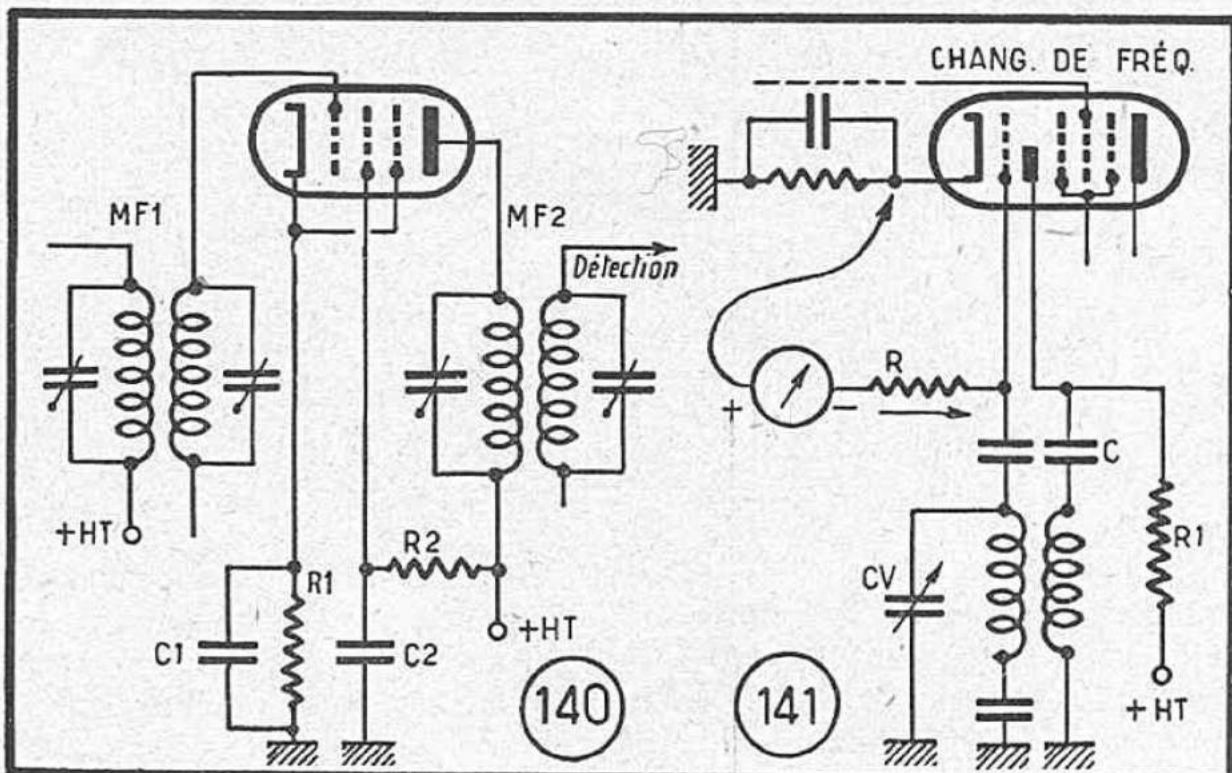 MF1
+HT
C1
R1
R2
C2
MF2
Détection
+HT
140
CHANG. DE FRÉQ.
+
-
R
C
CV
R1
+HT
141